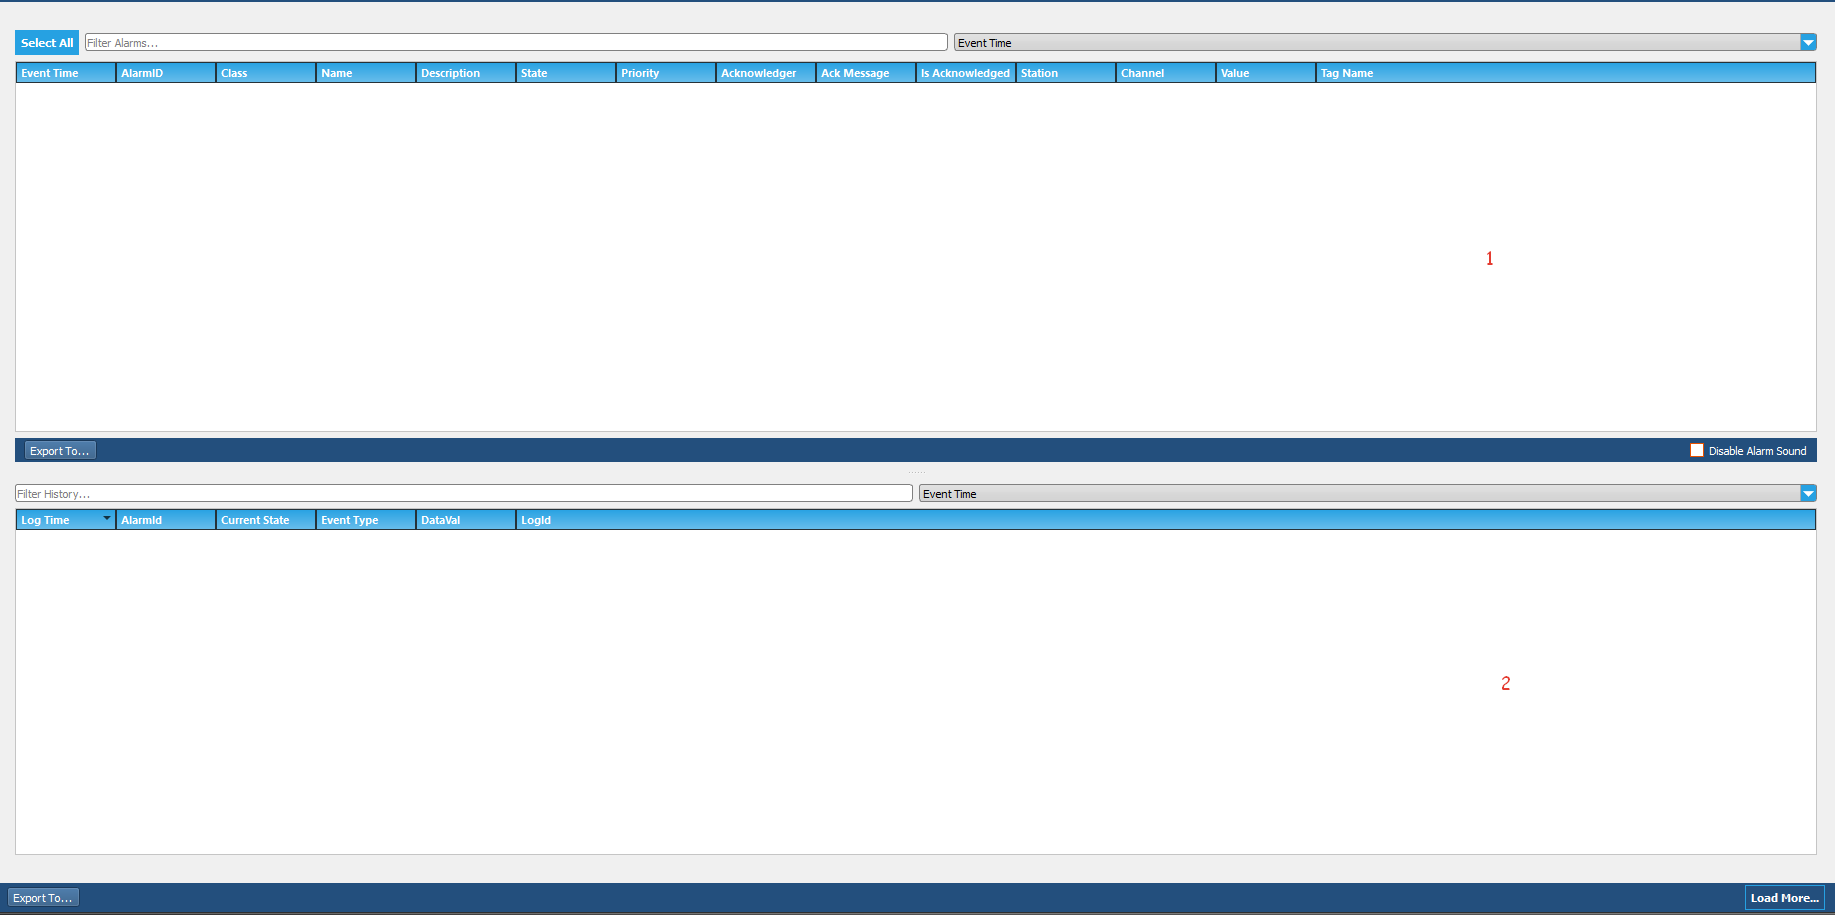 Select All Filter Alarms... Event Time
Event Time AlarmID Class Name Description State Priority Acknowledger Ack Message Is Acknowledged Station Channel Value Tag Name
1
Export To... Disable Alarm Sound
Filter History... Event Time
Log Time AlarmId Current State Event Type DataVal LogId
2
Export To... Load More...